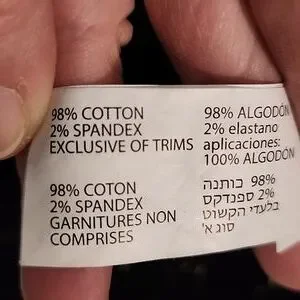 98% COTTON
2% SPANDEX
EXCLUSIVE OF TRIMS
98% ALGODÓN
2% elastano
aplicaciones:
100% ALGODÓN
98% COTON
2% SPANDEX
GARNITURES NON
COMPRISES
98% כותנה
2% ספנדקס
בלעדי הקשוט
סוג א'